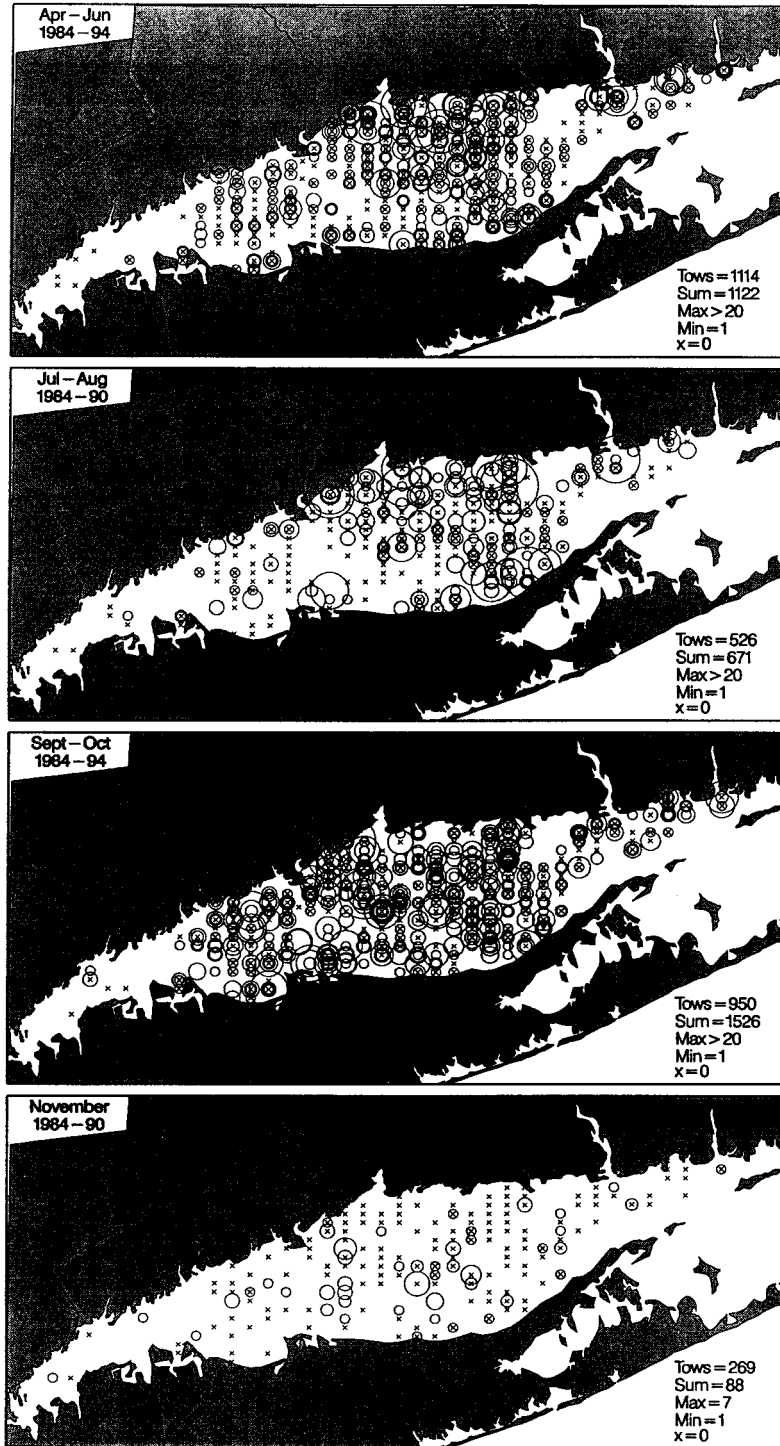 Apr–Jun
1984–94
Tows=1114
Sum=1122
Max>20
Min=1
x=0
Jul–Aug
1984–90
Tows=526
Sum=671
Max>20
Min=1
x=0
Sept–Oct
1984–94
Tows=950
Sum=1526
Max>20
Min=1
x=0
November
1984–90
Tows=269
Sum=88
Max=7
Min=1
x=0